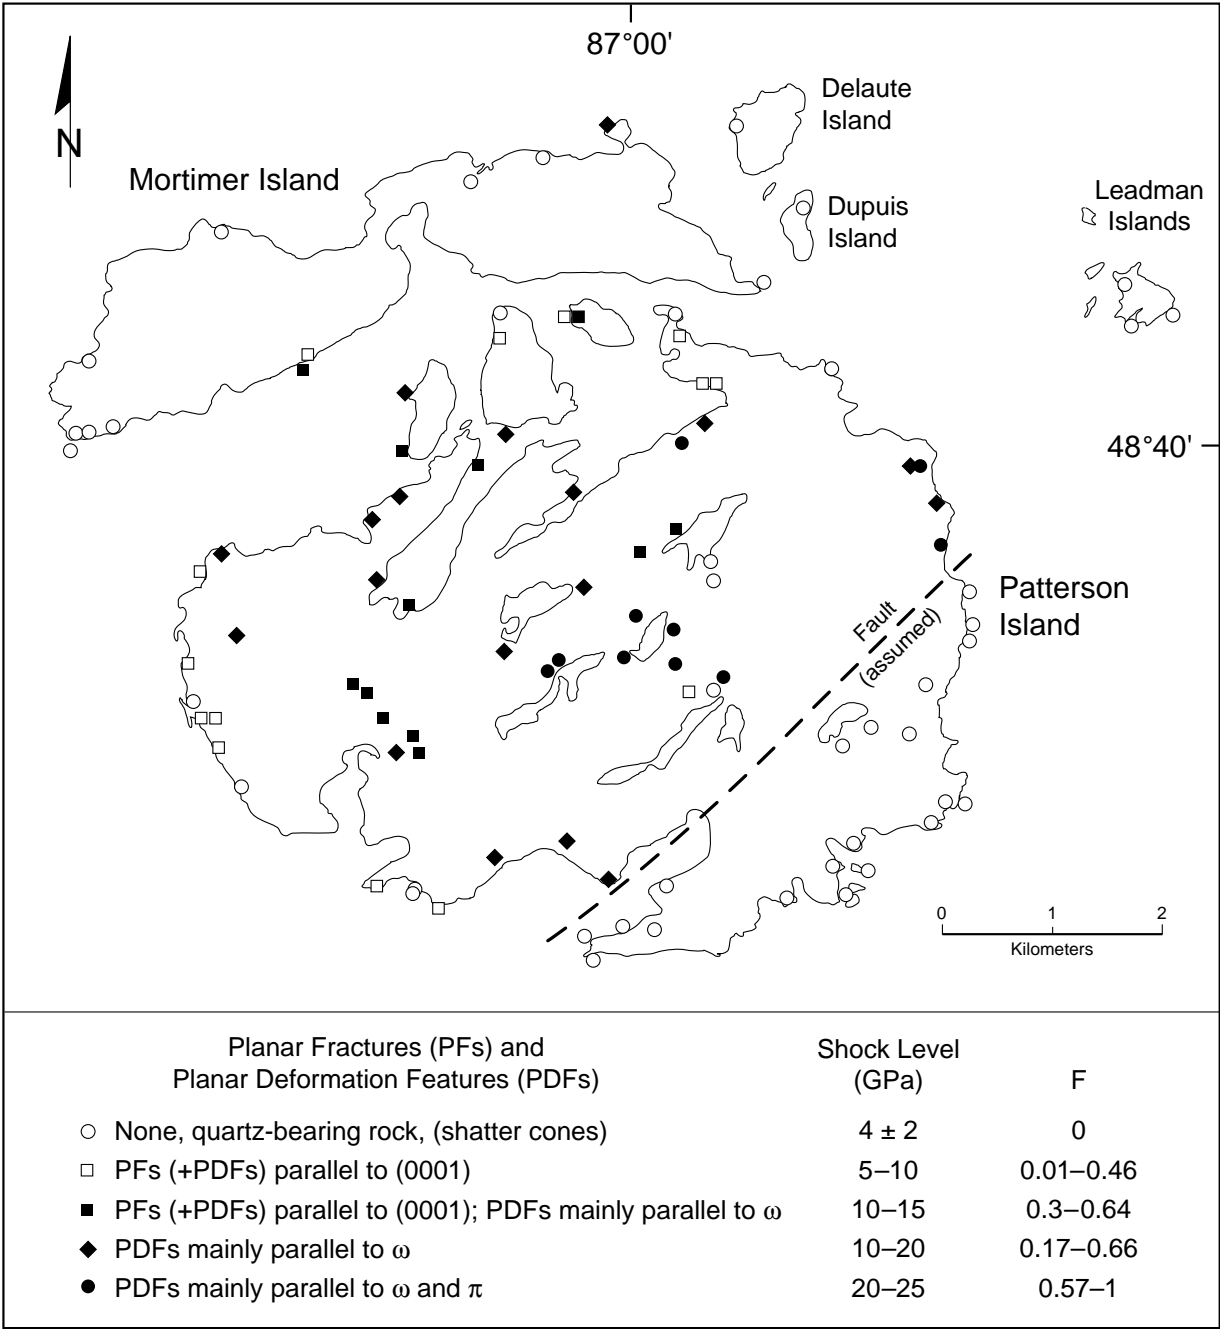 87°00'
N
Mortimer Island
Delaute
Island
Dupuis
Island
Leadman
Islands
48°40'
Patterson
Island
Fault
(assumed)
0 1 2
Kilometers
Planar Fractures (PFs) and
Planar Deformation Features (PDFs)
Shock Level
(GPa)
F
None, quartz-bearing rock, (shatter cones) 4 ± 2 0
PFs (+PDFs) parallel to (0001) 5–10 0.01–0.46
PFs (+PDFs) parallel to (0001); PDFs mainly parallel to ω 10–15 0.3–0.64
PDFs mainly parallel to ω 10–20 0.17–0.66
PDFs mainly parallel to ω and π 20–25 0.57–1